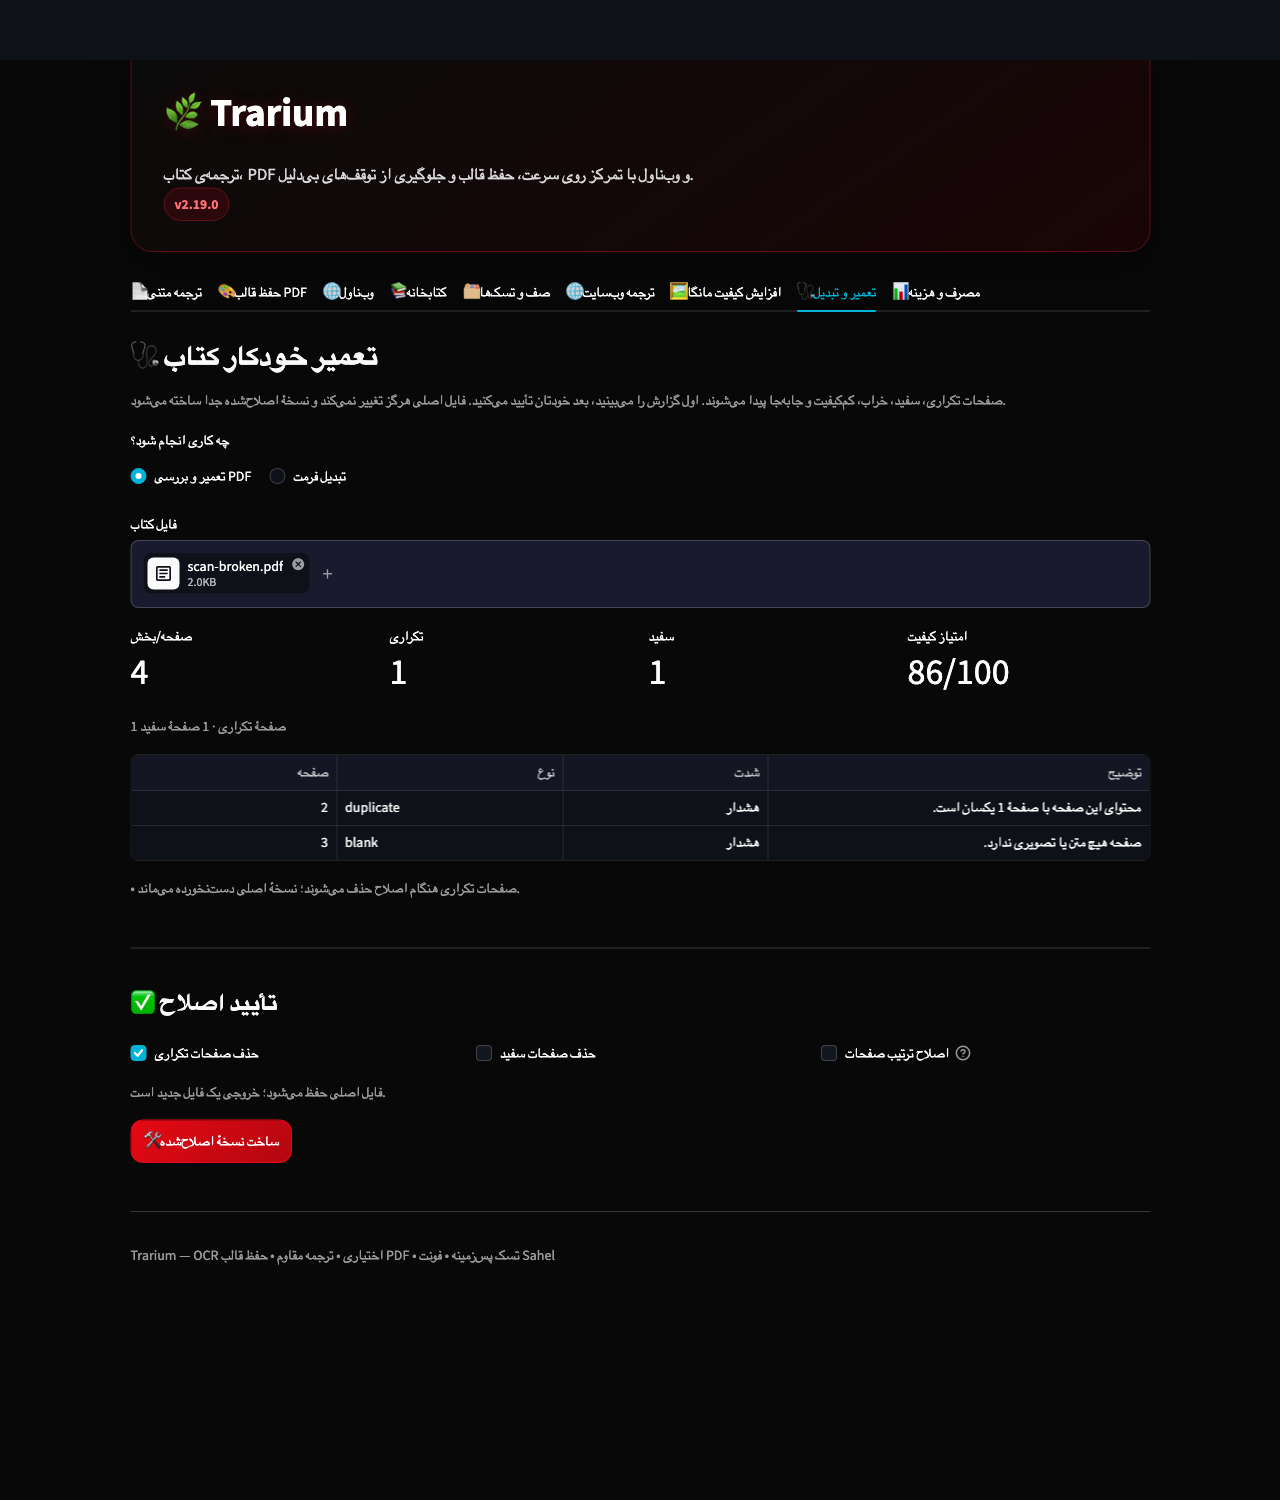 🌿 Trarium
ترجمه‌ی کتاب، PDF و وب‌ناول با تمرکز روی سرعت، حفظ قالب و جلوگیری از توقف‌های بی‌دلیل.
v2.19.0
📄 ترجمه متنی
🎨 حفظ قالب PDF
🌐 وب‌ناول
📚 کتابخانه
🗂️ صف و تسک‌ها
🌐 ترجمه وب‌سایت
🖼️ افزایش کیفیت مانگا
🩺 تعمیر و تبدیل
📊 مصرف و هزینه
🩺 تعمیر خودکار کتاب
صفحات تکراری، سفید، خراب، کم‌کیفیت و جابه‌جا پیدا می‌شوند. اول گزارش را می‌بینید، بعد خودتان تأیید می‌کنید. فایل اصلی هرگز تغییر نمی‌کند و نسخهٔ اصلاح‌شده جدا ساخته می‌شود.
چه کاری انجام شود؟
تعمیر و بررسی PDF
تبدیل فرمت
فایل کتاب
scan-broken.pdf
2.0KB
صفحه/بخش
4
تکراری
1
سفید
1
امتیاز کیفیت
86/100
1 صفحهٔ تکراری · 1 صفحهٔ سفید
صفحه نوع شدت توضیح
2 duplicate هشدار محتوای این صفحه با صفحهٔ 1 یکسان است.
3 blank هشدار صفحه هیچ متن یا تصویری ندارد.
• صفحات تکراری هنگام اصلاح حذف می‌شوند؛ نسخهٔ اصلی دست‌نخورده می‌ماند.
✅ تأیید اصلاح
حذف صفحات تکراری
حذف صفحات سفید
اصلاح ترتیب صفحات
فایل اصلی حفظ می‌شود؛ خروجی یک فایل جدید است.
🛠️ ساخت نسخهٔ اصلاح‌شده
Trarium — OCR اختیاری • ترجمه مقاوم • حفظ قالب PDF • تسک پس‌زمینه • فونت Sahel